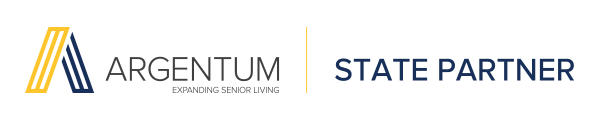 ARGENTUM
EXPANDING SENIOR LIVING
STATE PARTNER